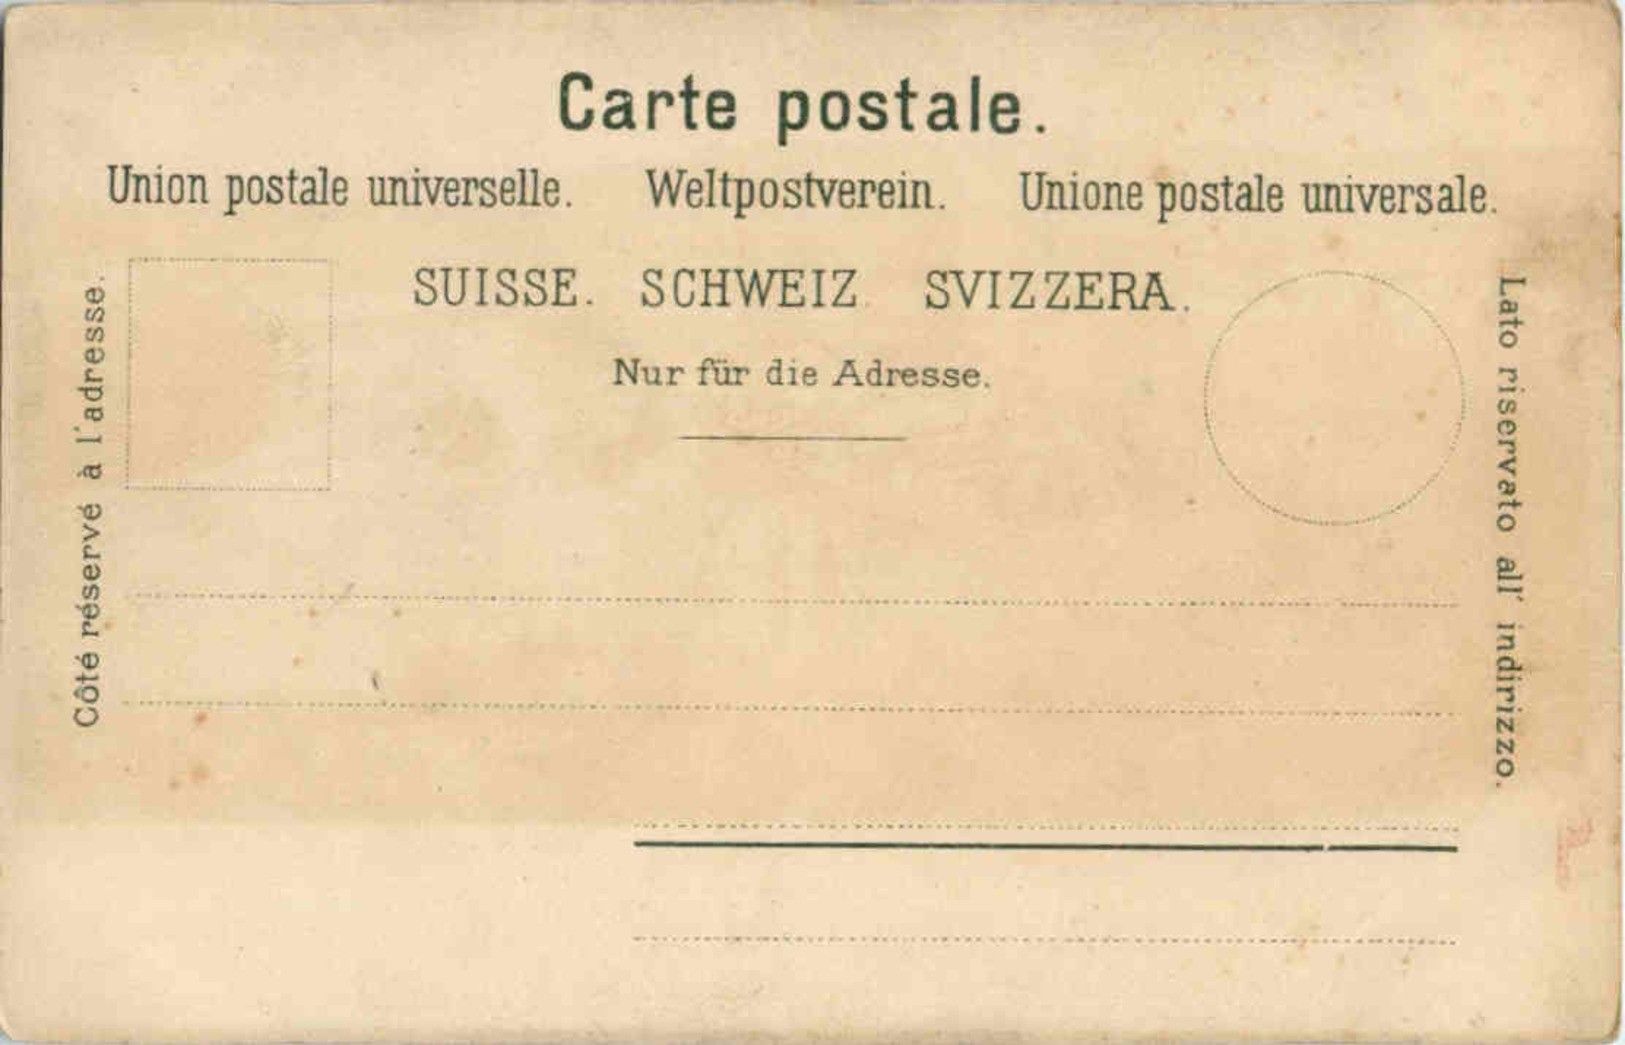 Carte postale.
Union postale universelle. Weltpostverein. Unione postale universale.
SUISSE. SCHWEIZ. SVIZZERA.
Nur für die Adresse.
Côté réservé à l'adresse.
Lato riservato all' indirizzo.